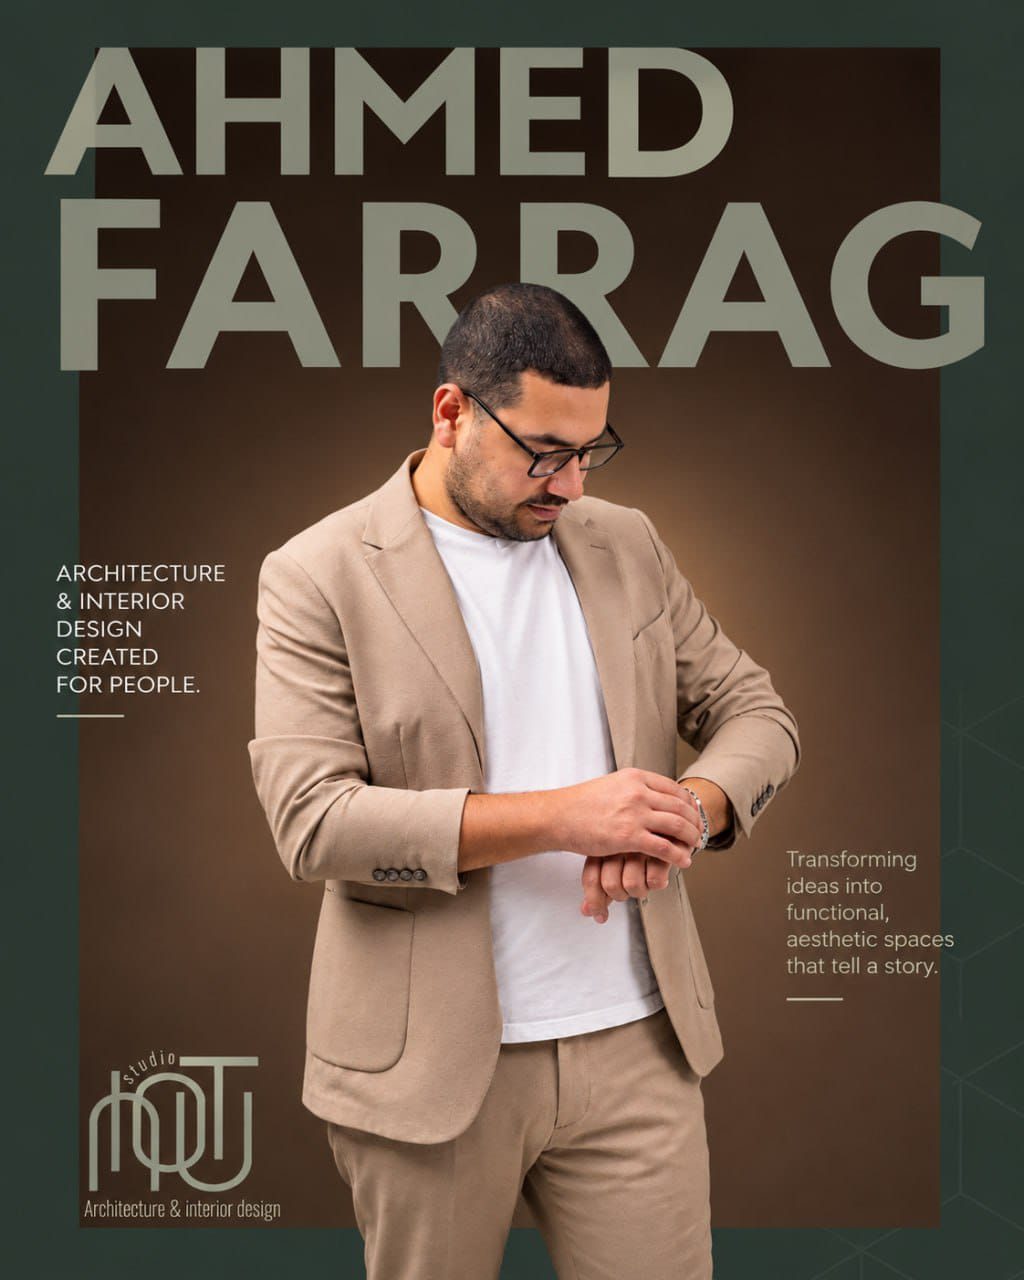 AHMED
FARRAG
ARCHITECTURE
& INTERIOR
DESIGN
CREATED
FOR PEOPLE.
Transforming
ideas into
functional,
aesthetic spaces
that tell a story.
studio
Architecture & interior design